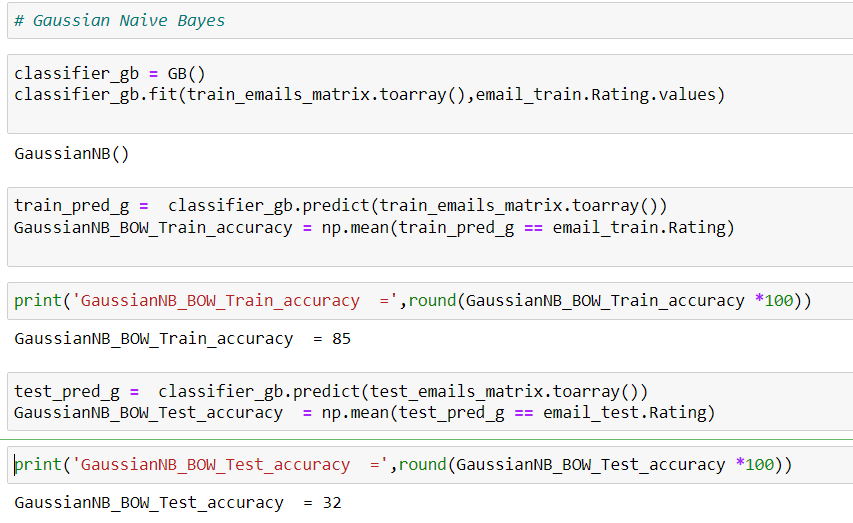 # Gaussian Naive Bayes
classifier_gb = GB()
classifier_gb.fit(train_emails_matrix.toarray(),email_train.Rating.values)
GaussianNB()
train_pred_g =  classifier_gb.predict(train_emails_matrix.toarray())
GaussianNB_BOW_Train_accuracy = np.mean(train_pred_g == email_train.Rating)
print('GaussianNB_BOW_Train_accuracy  =',round(GaussianNB_BOW_Train_accuracy *100))
GaussianNB_BOW_Train_accuracy  = 85
test_pred_g =  classifier_gb.predict(test_emails_matrix.toarray())
GaussianNB_BOW_Test_accuracy  = np.mean(test_pred_g == email_test.Rating)
print('GaussianNB_BOW_Test_accuracy  =',round(GaussianNB_BOW_Test_accuracy *100))
GaussianNB_BOW_Test_accuracy  = 32